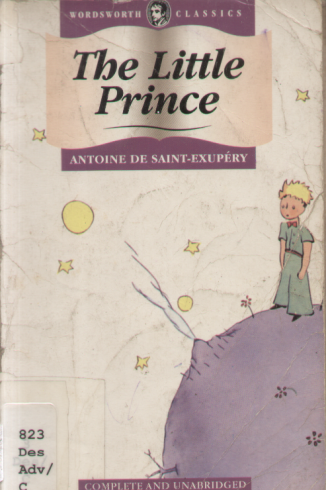 WORDSWORTH CLASSICS
The Little
Prince
ANTOINE DE SAINT-EXUPÉRY
823
Des
Adv/
C
COMPLETE AND UNABRIDGED